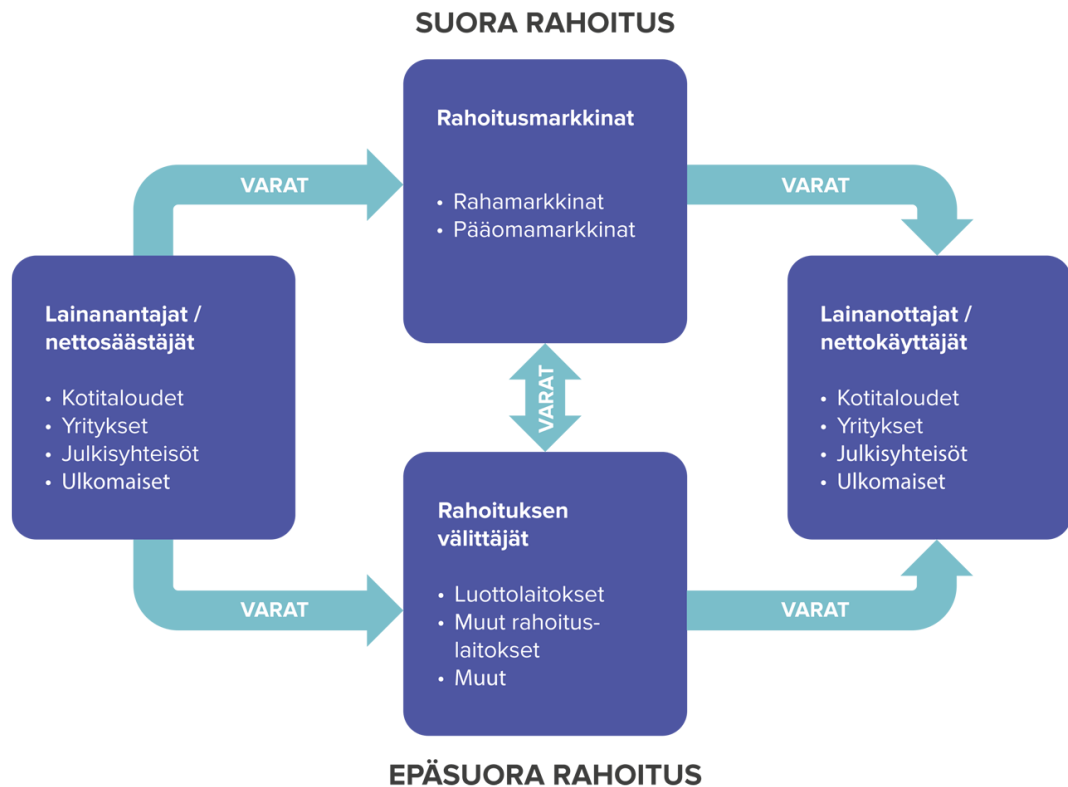 SUORA RAHOITUS
Rahoitusmarkkinat
• Rahamarkkinat
• Pääomamarkkinat
VARAT
VARAT
Lainanantajat /
nettosäästäjät
• Kotitaloudet
• Yritykset
• Julkisyhteisöt
• Ulkomaiset
VARAT
Lainanottajat /
nettokäyttäjät
• Kotitaloudet
• Yritykset
• Julkisyhteisöt
• Ulkomaiset
Rahoituksen
välittäjät
• Luottolaitokset
• Muut rahoitus-
laitokset
• Muut
VARAT
VARAT
EPÄSUORA RAHOITUS